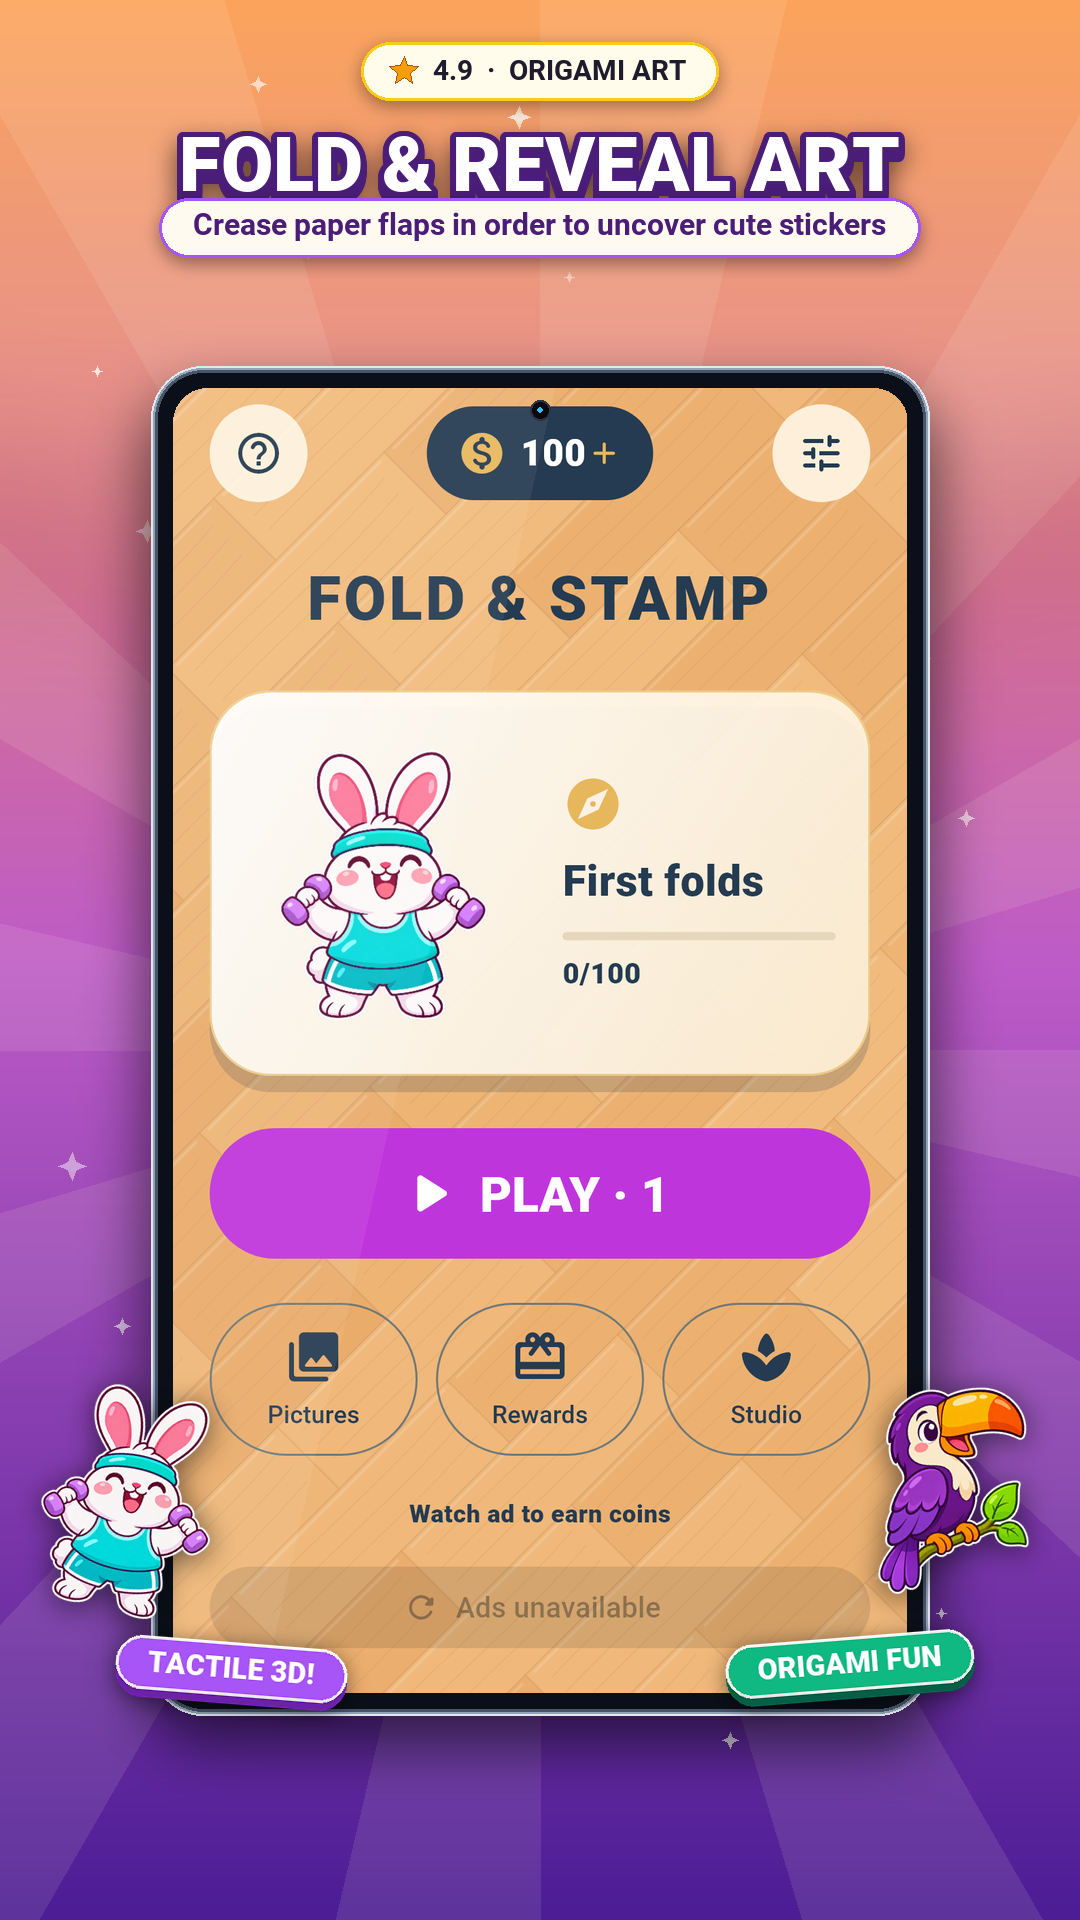 4.9 · ORIGAMI ART
FOLD & REVEAL ART
Crease paper flaps in order to uncover cute stickers
100 +
FOLD & STAMP
First folds
0/100
PLAY · 1
Pictures
Rewards
Studio
Watch ad to earn coins
Ads unavailable
TACTILE 3D!
ORIGAMI FUN